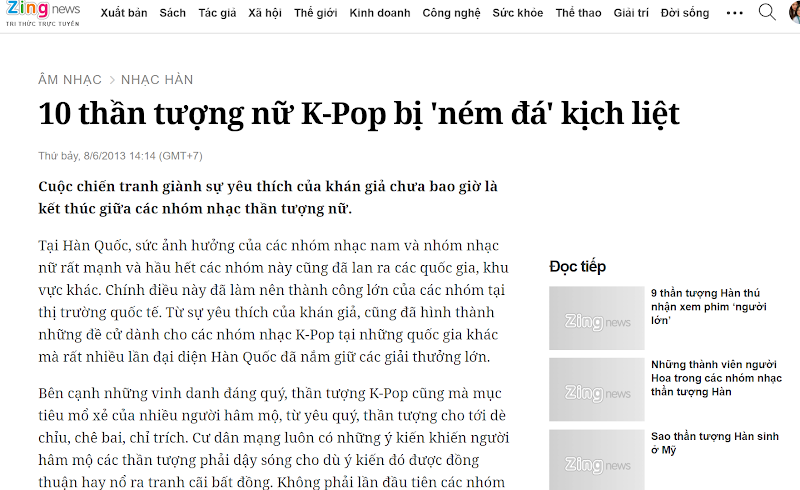 Zing news
TRI THỨC TRỰC TUYẾN
Xuất bản Sách Tác giả Xã hội Thế giới Kinh doanh Công nghệ Sức khỏe Thể thao Giải trí Đời sống
ÂM NHẠC > NHẠC HÀN
10 thần tượng nữ K-Pop bị 'ném đá' kịch liệt
Thứ bảy, 8/6/2013 14:14 (GMT+7)
Cuộc chiến tranh giành sự yêu thích của khán giả chưa bao giờ là
kết thúc giữa các nhóm nhạc thần tượng nữ.
Tại Hàn Quốc, sức ảnh hưởng của các nhóm nhạc nam và nhóm nhạc
nữ rất mạnh và hầu hết các nhóm này cũng đã lan ra các quốc gia, khu
vực khác. Chính điều này đã làm nên thành công lớn của các nhóm tại
thị trường quốc tế. Từ sự yêu thích của khán giả, cũng đã hình thành
những đề cử dành cho các nhóm nhạc K-Pop tại những quốc gia khác
mà rất nhiều lần đại diện Hàn Quốc đã nắm giữ các giải thưởng lớn.
Bên cạnh những vinh danh đáng quý, thần tượng K-Pop cũng mà mục
tiêu mổ xẻ của nhiều người hâm mộ, từ yêu quý, thần tượng cho tới dè
chỉu, chê bai, chỉ trích. Cư dân mạng luôn có những ý kiến khiến người
hâm mộ các thần tượng phải dậy sóng cho dù ý kiến đó được đồng
thuận hay nổ ra tranh cãi bất đồng. Không phải lần đầu tiên các nhóm
Đọc tiếp
Zing news
9 thần tượng Hàn thú
nhận xem phim ‘người
lớn’
Zing news
Những thành viên người
Hoa trong các nhóm nhạc
thần tượng Hàn
Zing news
Sao thần tượng Hàn sinh
ở Mỹ